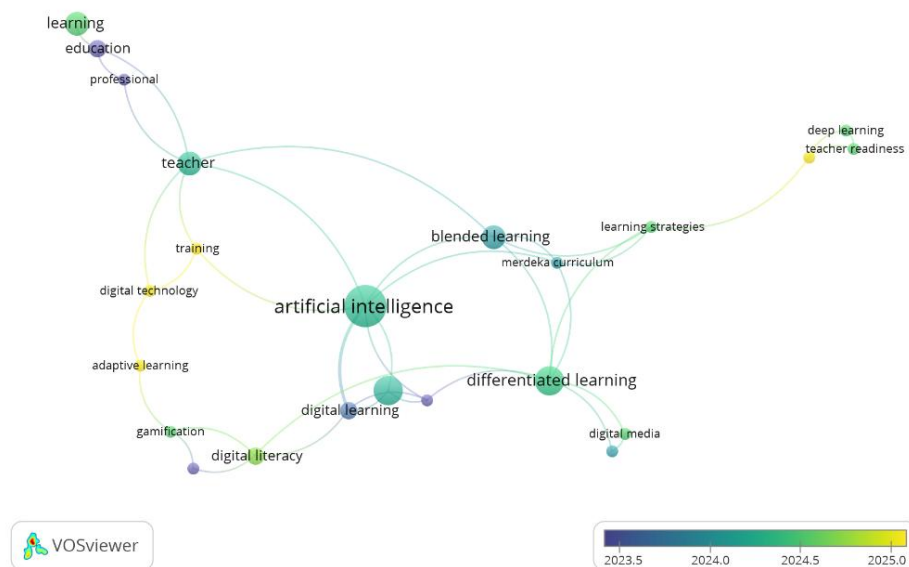 learning
education
professional
deep learning
teacher readiness
teacher
learning strategies
blended learning
training
merdeka curriculum
digital technology
artificial intelligence
adaptive learning
differentiated learning
digital learning
gamification
digital media
digital literacy
VOSviewer
2023.5 2024.0 2024.5 2025.0